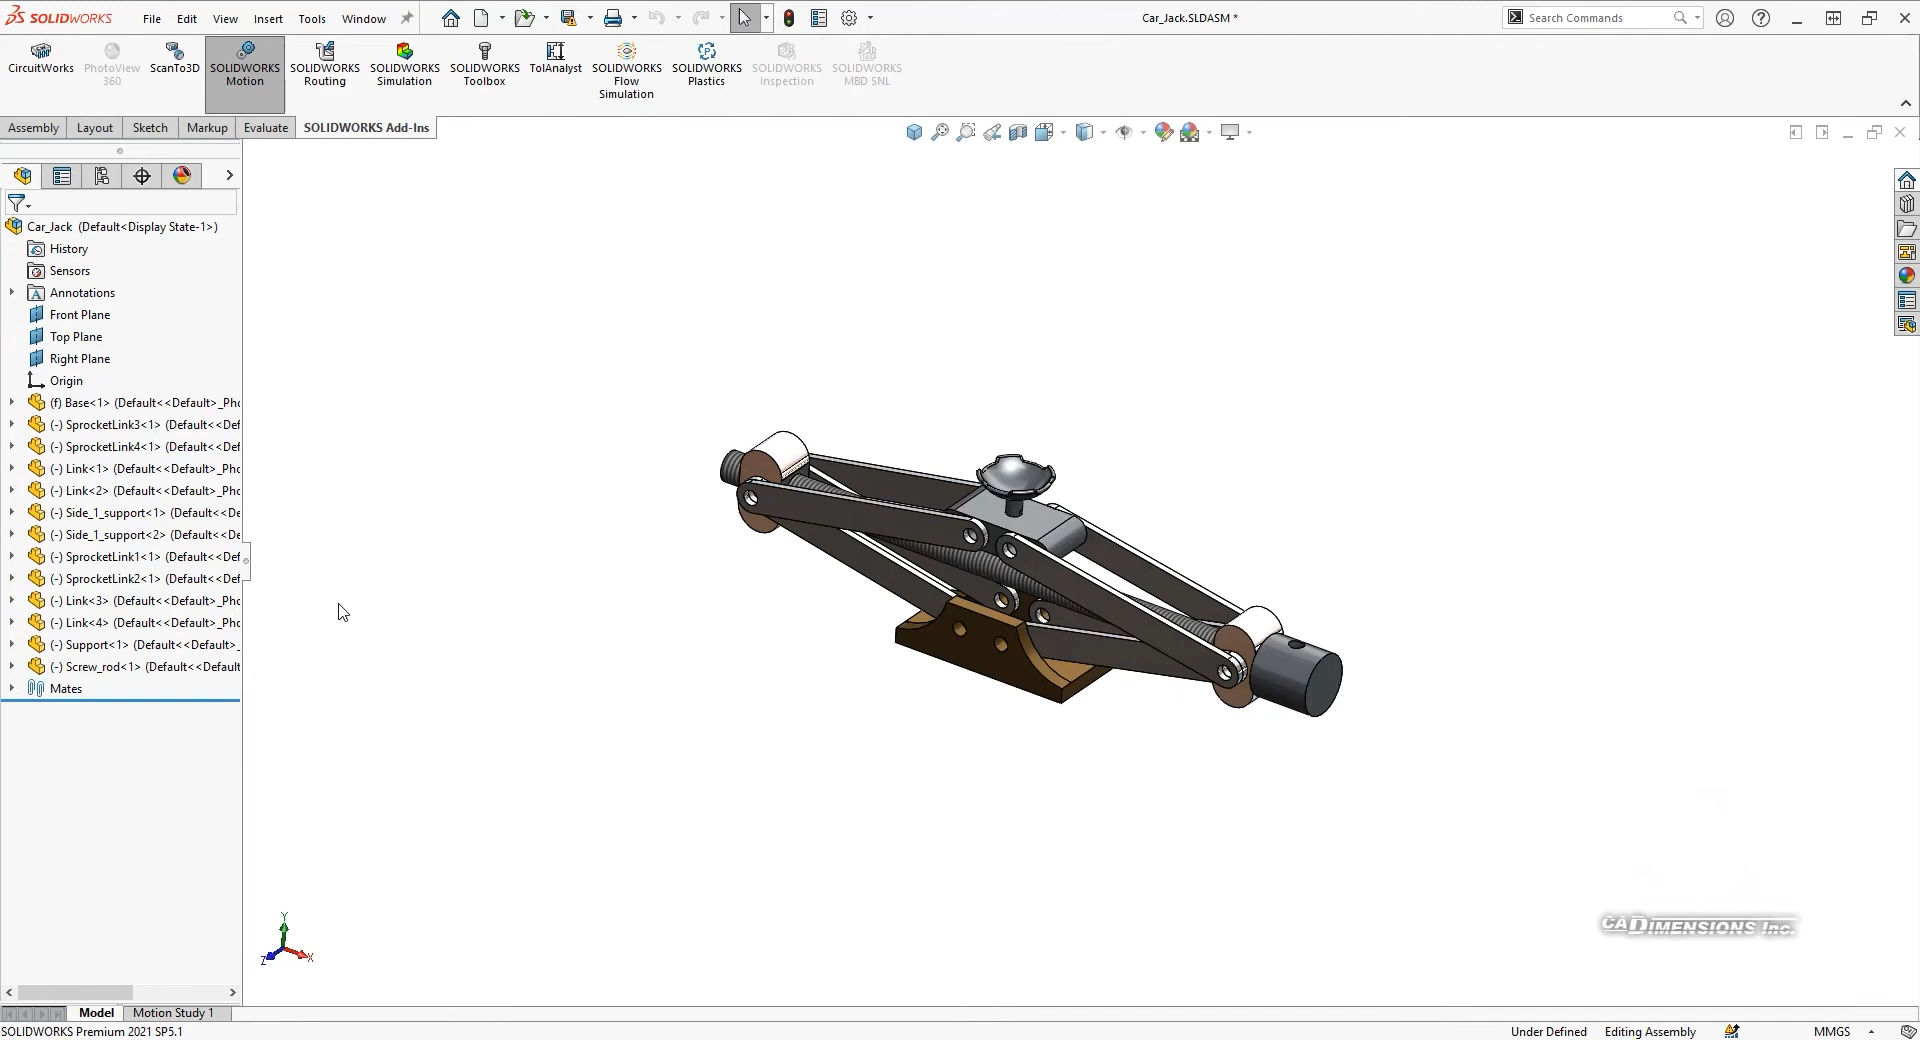 SOLIDWORKS File Edit View Insert Tools Window Car_Jack.SLDASM * Search Commands
CircuitWorks
PhotoView 360
ScanTo3D
SOLIDWORKS Motion
SOLIDWORKS Routing
SOLIDWORKS Simulation
SOLIDWORKS Toolbox
TolAnalyst
SOLIDWORKS Flow Simulation
SOLIDWORKS Plastics
SOLIDWORKS Inspection
SOLIDWORKS MBD SNL
Assembly Layout Sketch Markup Evaluate SOLIDWORKS Add-Ins
Car_Jack (Default<Display State-1>)
History
Sensors
Annotations
Front Plane
Top Plane
Right Plane
Origin
(f) Base<1> (Default<<Default>_Pho
(-) SprocketLink3<1> (Default<<Def
(-) SprocketLink4<1> (Default<<Def
(-) Link<1> (Default<<Default>_Pho
(-) Link<2> (Default<<Default>_Pho
(-) Side_1_support<1> (Default<<De
(-) Side_1_support<2> (Default<<De
(-) SprocketLink1<1> (Default<<Def
(-) SprocketLink2<1> (Default<<Def
(-) Link<3> (Default<<Default>_Pho
(-) Link<4> (Default<<Default>_Pho
(-) Support<1> (Default<<Default>_
(-) Screw_rod<1> (Default<<Default
Mates
Y
Z X
CADIMENSIONS Inc.
Model Motion Study 1
SOLIDWORKS Premium 2021 SP5.1 Under Defined Editing Assembly MMGS